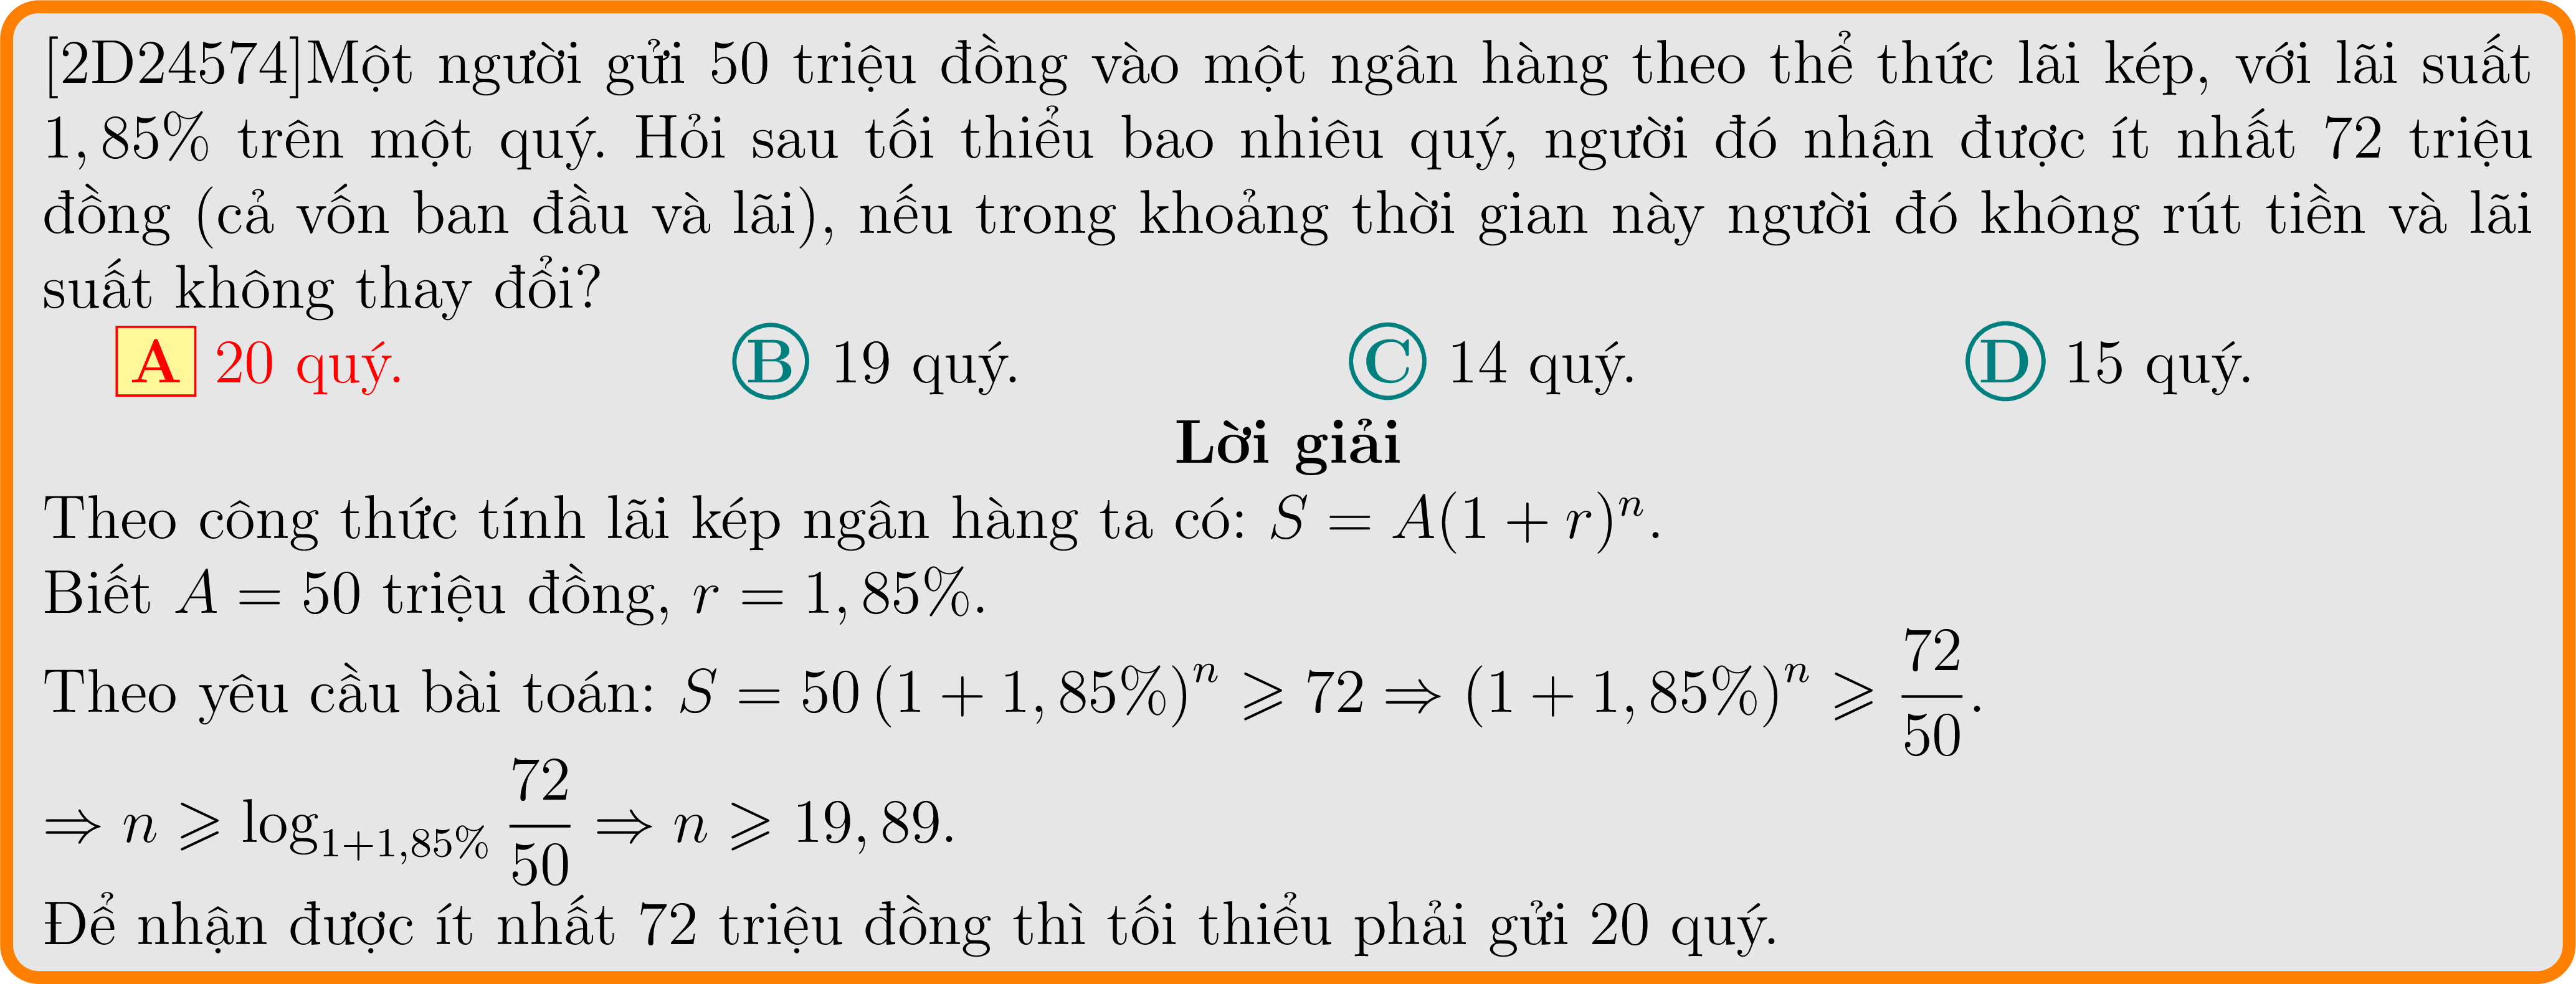 [2D24574]Một người gửi 50 triệu đồng vào một ngân hàng theo thể thức lãi kép, với lãi suất
1, 85% trên một quý. Hỏi sau tối thiểu bao nhiêu quý, người đó nhận được ít nhất 72 triệu
đồng (cả vốn ban đầu và lãi), nếu trong khoảng thời gian này người đó không rút tiền và lãi
suất không thay đổi?
A 20 quý. B 19 quý. C 14 quý. D 15 quý.
Lời giải
Theo công thức tính lãi kép ngân hàng ta có: $S = A(1 + r)^n$.
Biết $A = 50$ triệu đồng, $r = 1, 85\%$.
Theo yêu cầu bài toán: $S = 50\,(1 + 1, 85\%)^n \geqslant 72 \Rightarrow (1 + 1, 85\%)^n \geqslant \dfrac{72}{50}$.
$\Rightarrow n \geqslant \log_{1+1,85\%} \dfrac{72}{50} \Rightarrow n \geqslant 19, 89$.
Để nhận được ít nhất 72 triệu đồng thì tối thiểu phải gửi 20 quý.